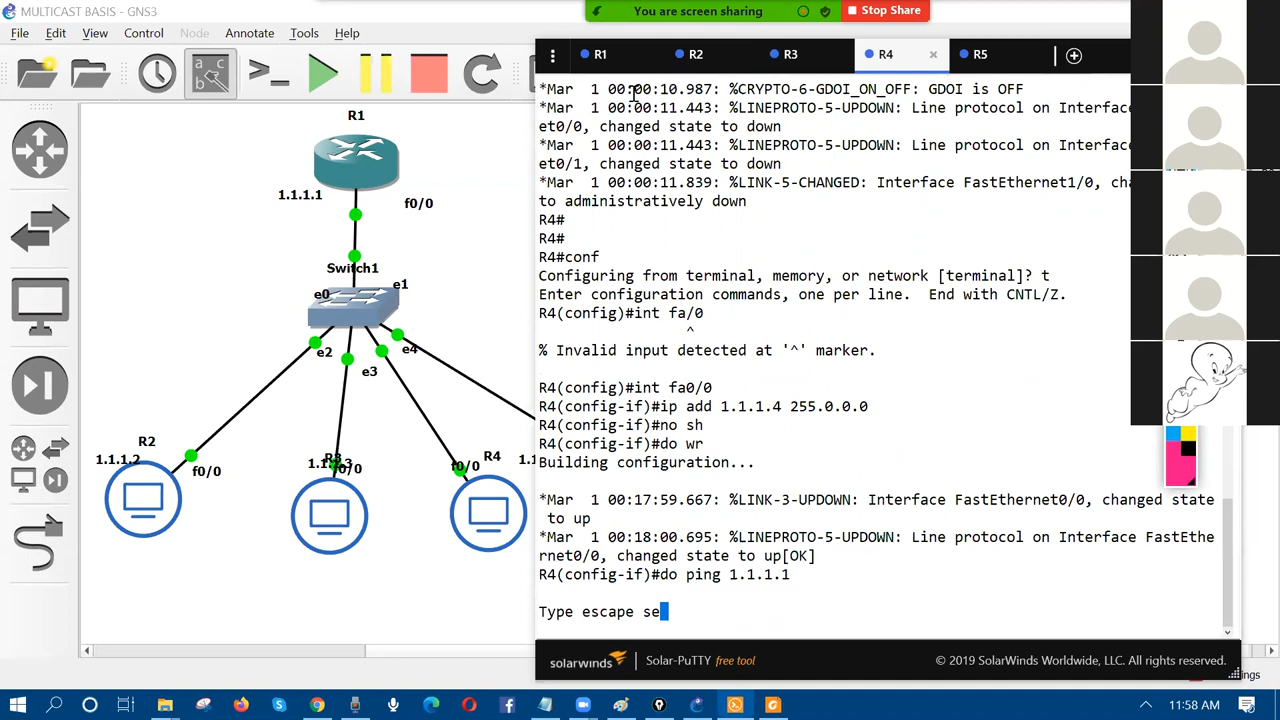 MULTICAST BASIS - GNS3
You are screen sharing
Stop Share
File Edit View Control Node Annotate Tools Help
R1 R2 R3 R4 × R5
*Mar 1 00:00:10.987: %CRYPTO-6-GDOI_ON_OFF: GDOI is OFF
*Mar 1 00:00:11.443: %LINEPROTO-5-UPDOWN: Line protocol on Interface
et0/0, changed state to down
*Mar 1 00:00:11.443: %LINEPROTO-5-UPDOWN: Line protocol on Interface
et0/1, changed state to down
*Mar 1 00:00:11.839: %LINK-5-CHANGED: Interface FastEthernet1/0, cha
to administratively down
R4#
R4#
R4#conf
Configuring from terminal, memory, or network [terminal]? t
Enter configuration commands, one per line. End with CNTL/Z.
R4(config)#int fa/0
^
% Invalid input detected at '^' marker.
R4(config)#int fa0/0
R4(config-if)#ip add 1.1.1.4 255.0.0.0
R4(config-if)#no sh
R4(config-if)#do wr
Building configuration...
*Mar 1 00:17:59.667: %LINK-3-UPDOWN: Interface FastEthernet0/0, changed state
to up
*Mar 1 00:18:00.695: %LINEPROTO-5-UPDOWN: Line protocol on Interface FastEthe
rnet0/0, changed state to up[OK]
R4(config-if)#do ping 1.1.1.1
Type escape se
R1
1.1.1.1
f0/0
Switch1
e0 e1
e2 e3 e4
R2
1.1.1.2
f0/0
R3
f0/0
R4
f0/0
solarwinds Solar-PuTTY free tool © 2019 SolarWinds Worldwide, LLC. All rights reserved.
ings
11:58 AM